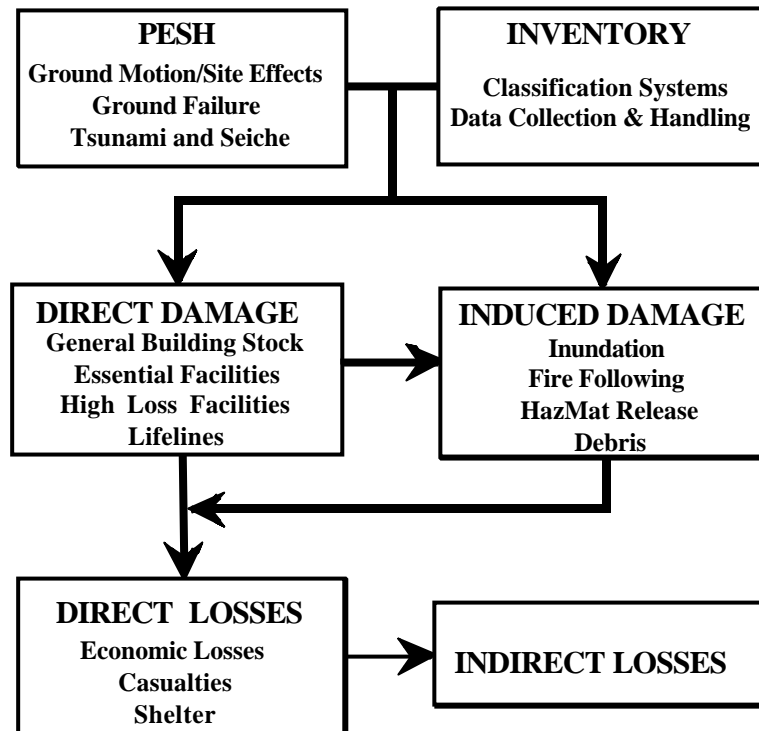 PESH
Ground Motion/Site Effects
Ground Failure
Tsunami and Seiche
INVENTORY
Classification Systems
Data Collection & Handling
DIRECT DAMAGE
General Building Stock
Essential Facilities
High Loss Facilities
Lifelines
INDUCED DAMAGE
Inundation
Fire Following
HazMat Release
Debris
DIRECT LOSSES
Economic Losses
Casualties
Shelter
INDIRECT LOSSES